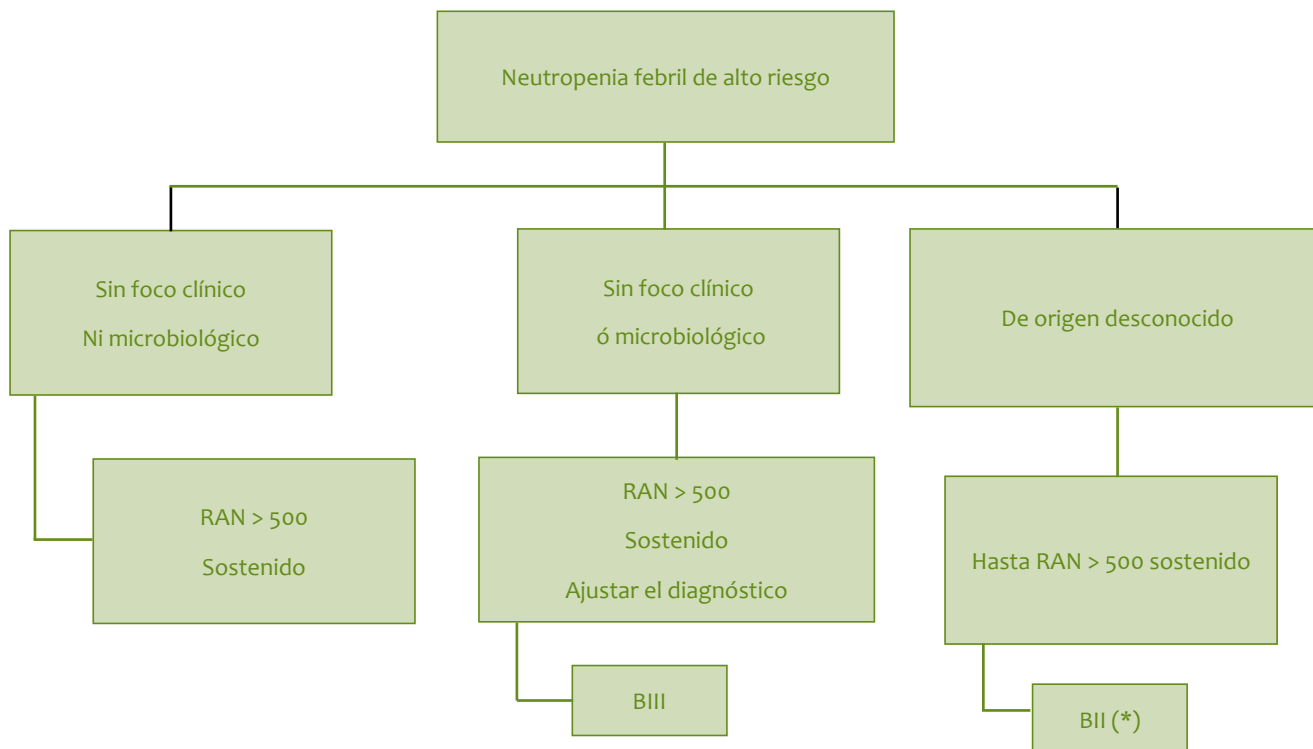 Neutropenia febril de alto riesgo
Sin foco clínico
Ni microbiológico
Sin foco clínico
ó microbiológico
De origen desconocido
RAN > 500
Sostenido
RAN > 500
Sostenido
Ajustar el diagnóstico
Hasta RAN > 500 sostenido
BIII
BII (*)